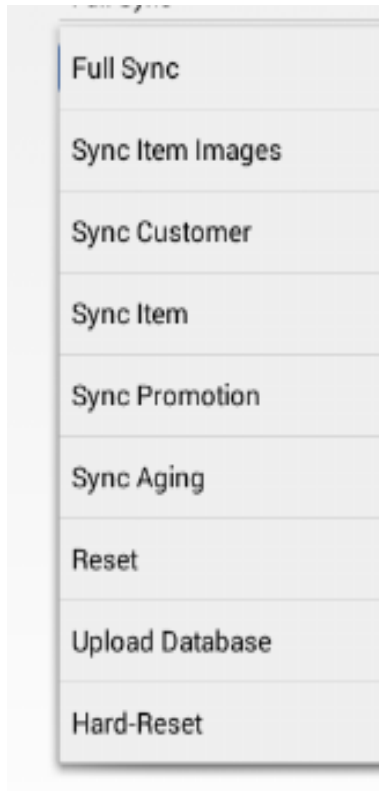 Full Sync
Sync Item Images
Sync Customer
Sync Item
Sync Promotion
Sync Aging
Reset
Upload Database
Hard-Reset